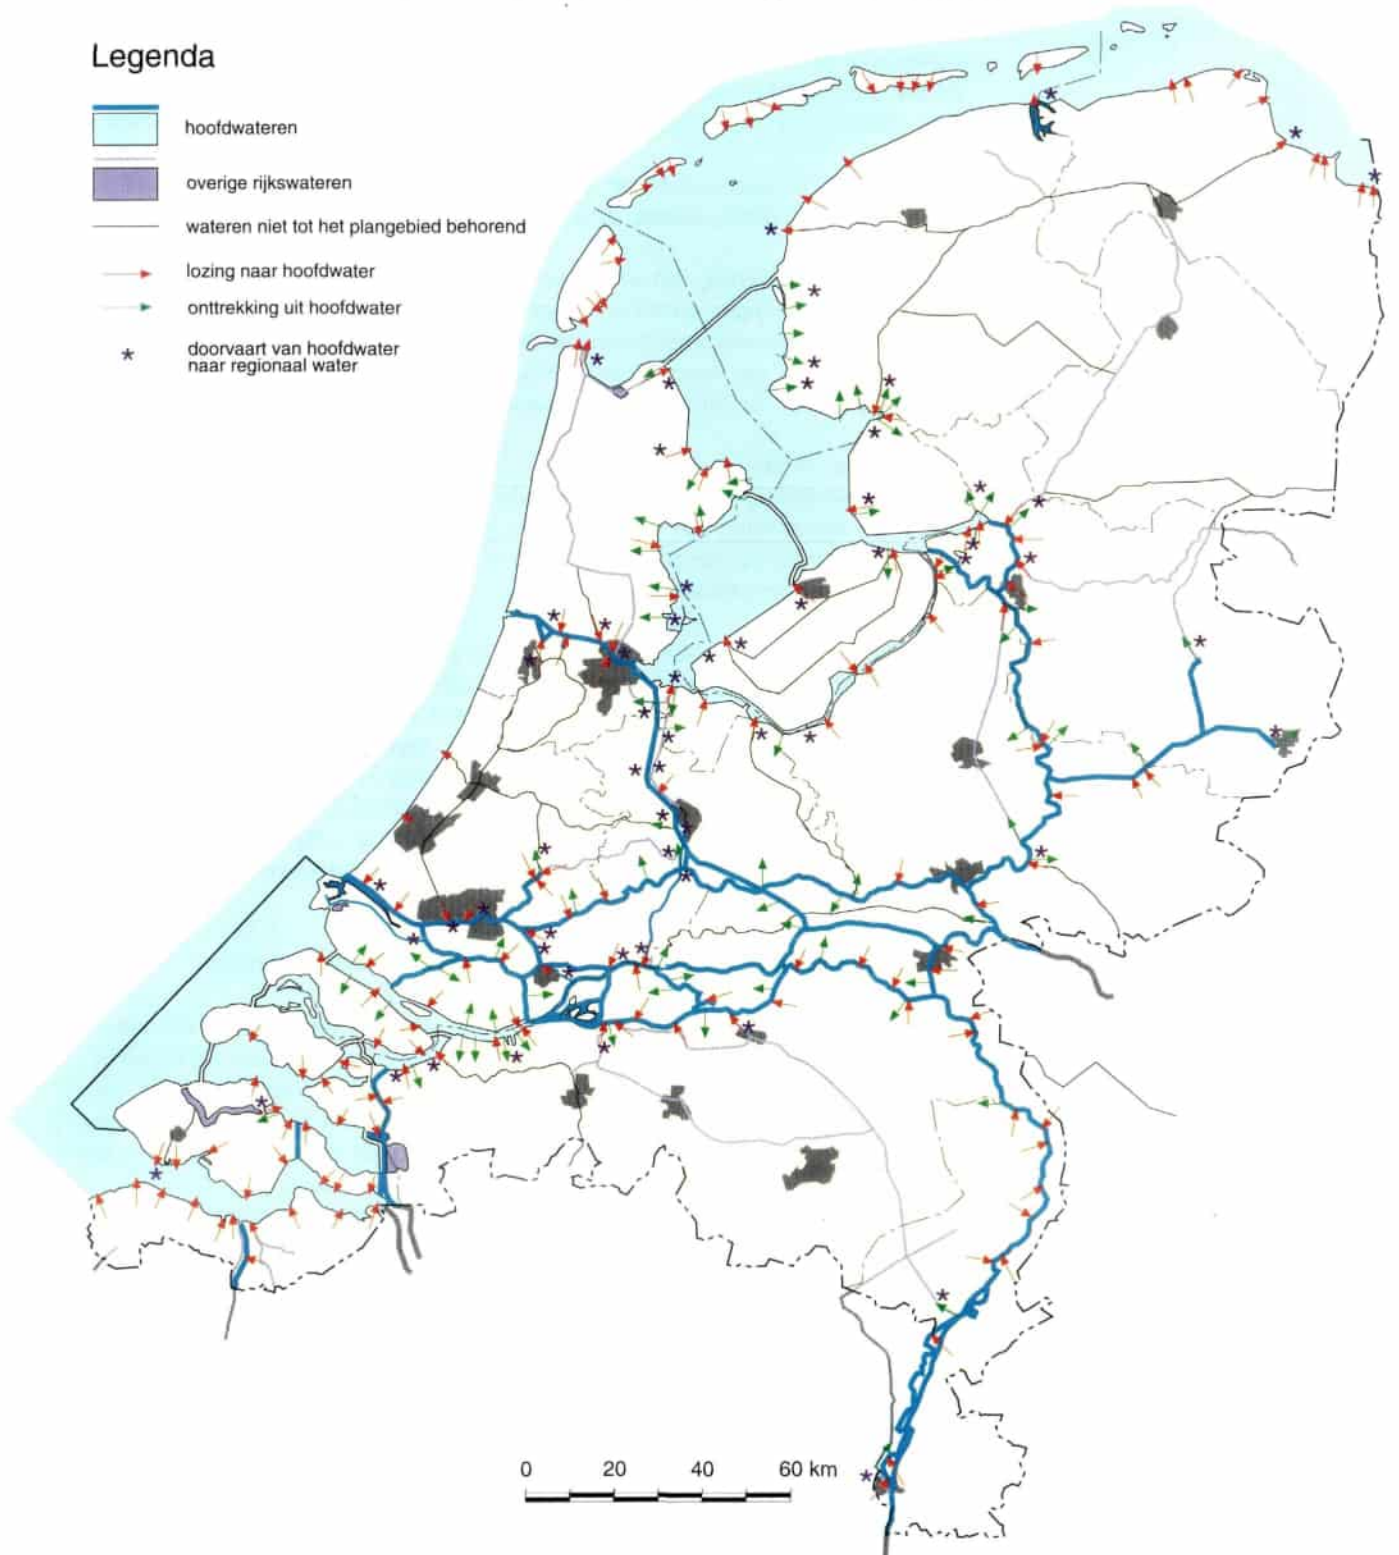 Legenda
hoofdwateren
overige rijkswateren
wateren niet tot het plangebied behorend
lozing naar hoofdwater
onttrekking uit hoofdwater
doorvaart van hoofdwater
naar regionaal water
0 20 40 60 km